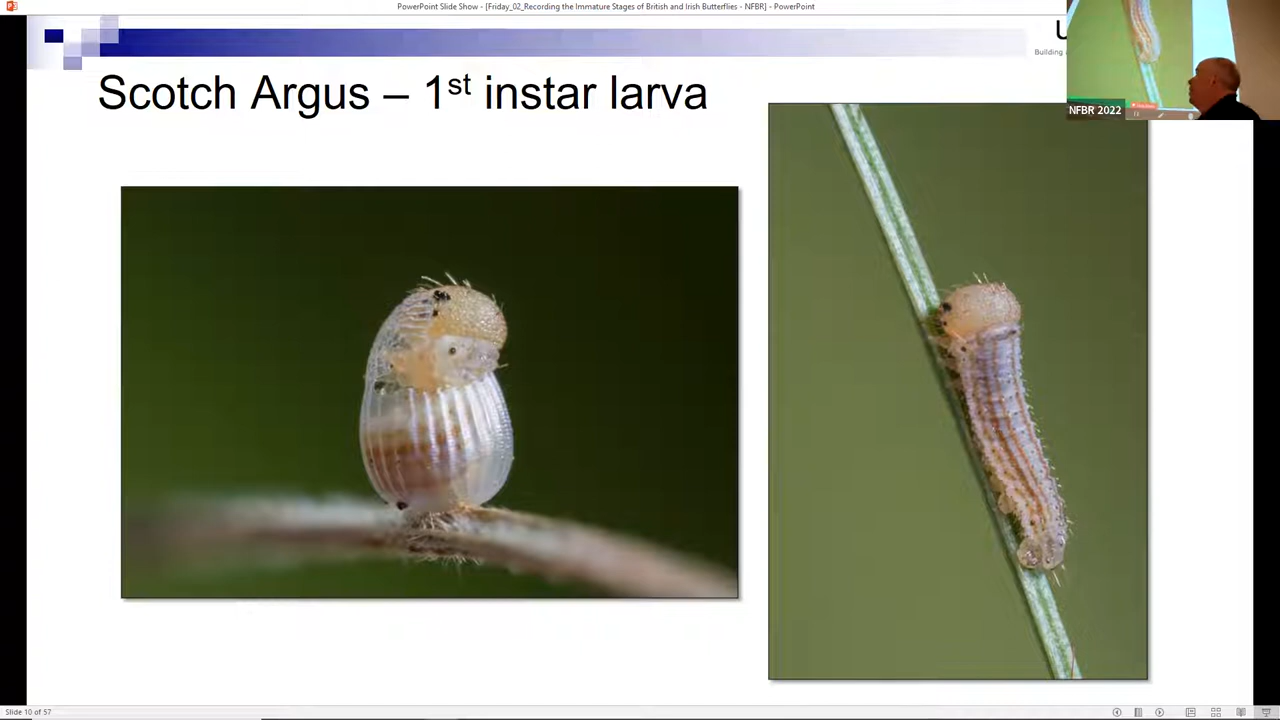 PowerPoint Slide Show - [Friday_02_Recording the Immature Stages of British and Irish Butterflies - NFBR] - PowerPoint
U
Building
Scotch Argus – 1st instar larva
NFBR 2022
Slide 10 of 57